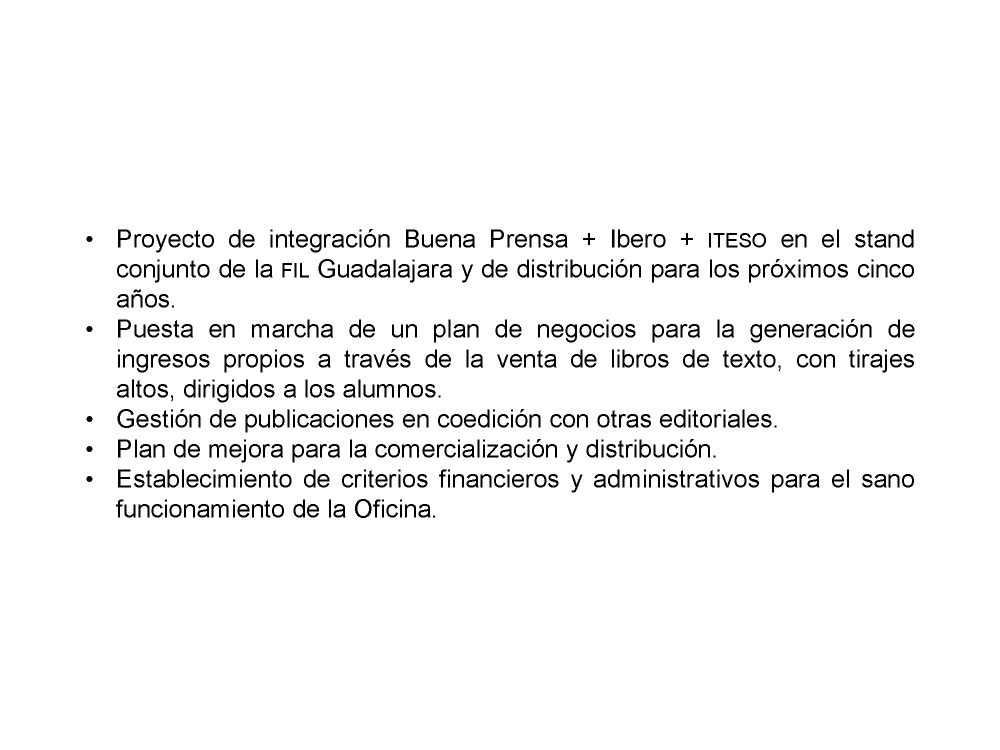 • Proyecto de integración Buena Prensa + Ibero + ITESO en el stand
conjunto de la FIL Guadalajara y de distribución para los próximos cinco
años.
• Puesta en marcha de un plan de negocios para la generación de
ingresos propios a través de la venta de libros de texto, con tirajes
altos, dirigidos a los alumnos.
• Gestión de publicaciones en coedición con otras editoriales.
• Plan de mejora para la comercialización y distribución.
• Establecimiento de criterios financieros y administrativos para el sano
funcionamiento de la Oficina.